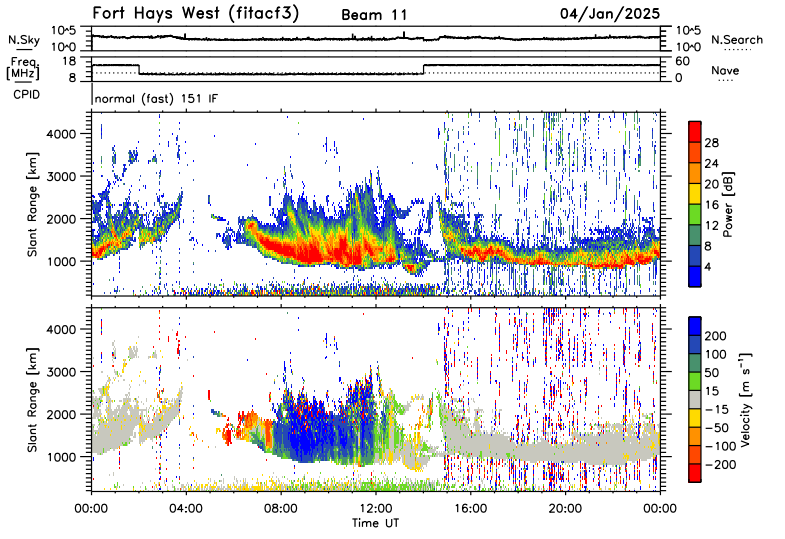 Fort Hays West (fitacf3) Beam 11 04/Jan/2025
N.Sky 10^5 10^0 10^5 10^0 N.Search
Freq. [MHz] 18 8 60 0 Nave
CPID normal (fast) 151 IF
Slant Range [km] 4000 3000 2000 1000
Power [dB] 28 24 20 16 12 8 4
Slant Range [km] 4000 3000 2000 1000
Velocity [m s⁻¹] 200 100 50 15 −15 −50 −100 −200
00:00 04:00 08:00 12:00 16:00 20:00 00:00
Time UT